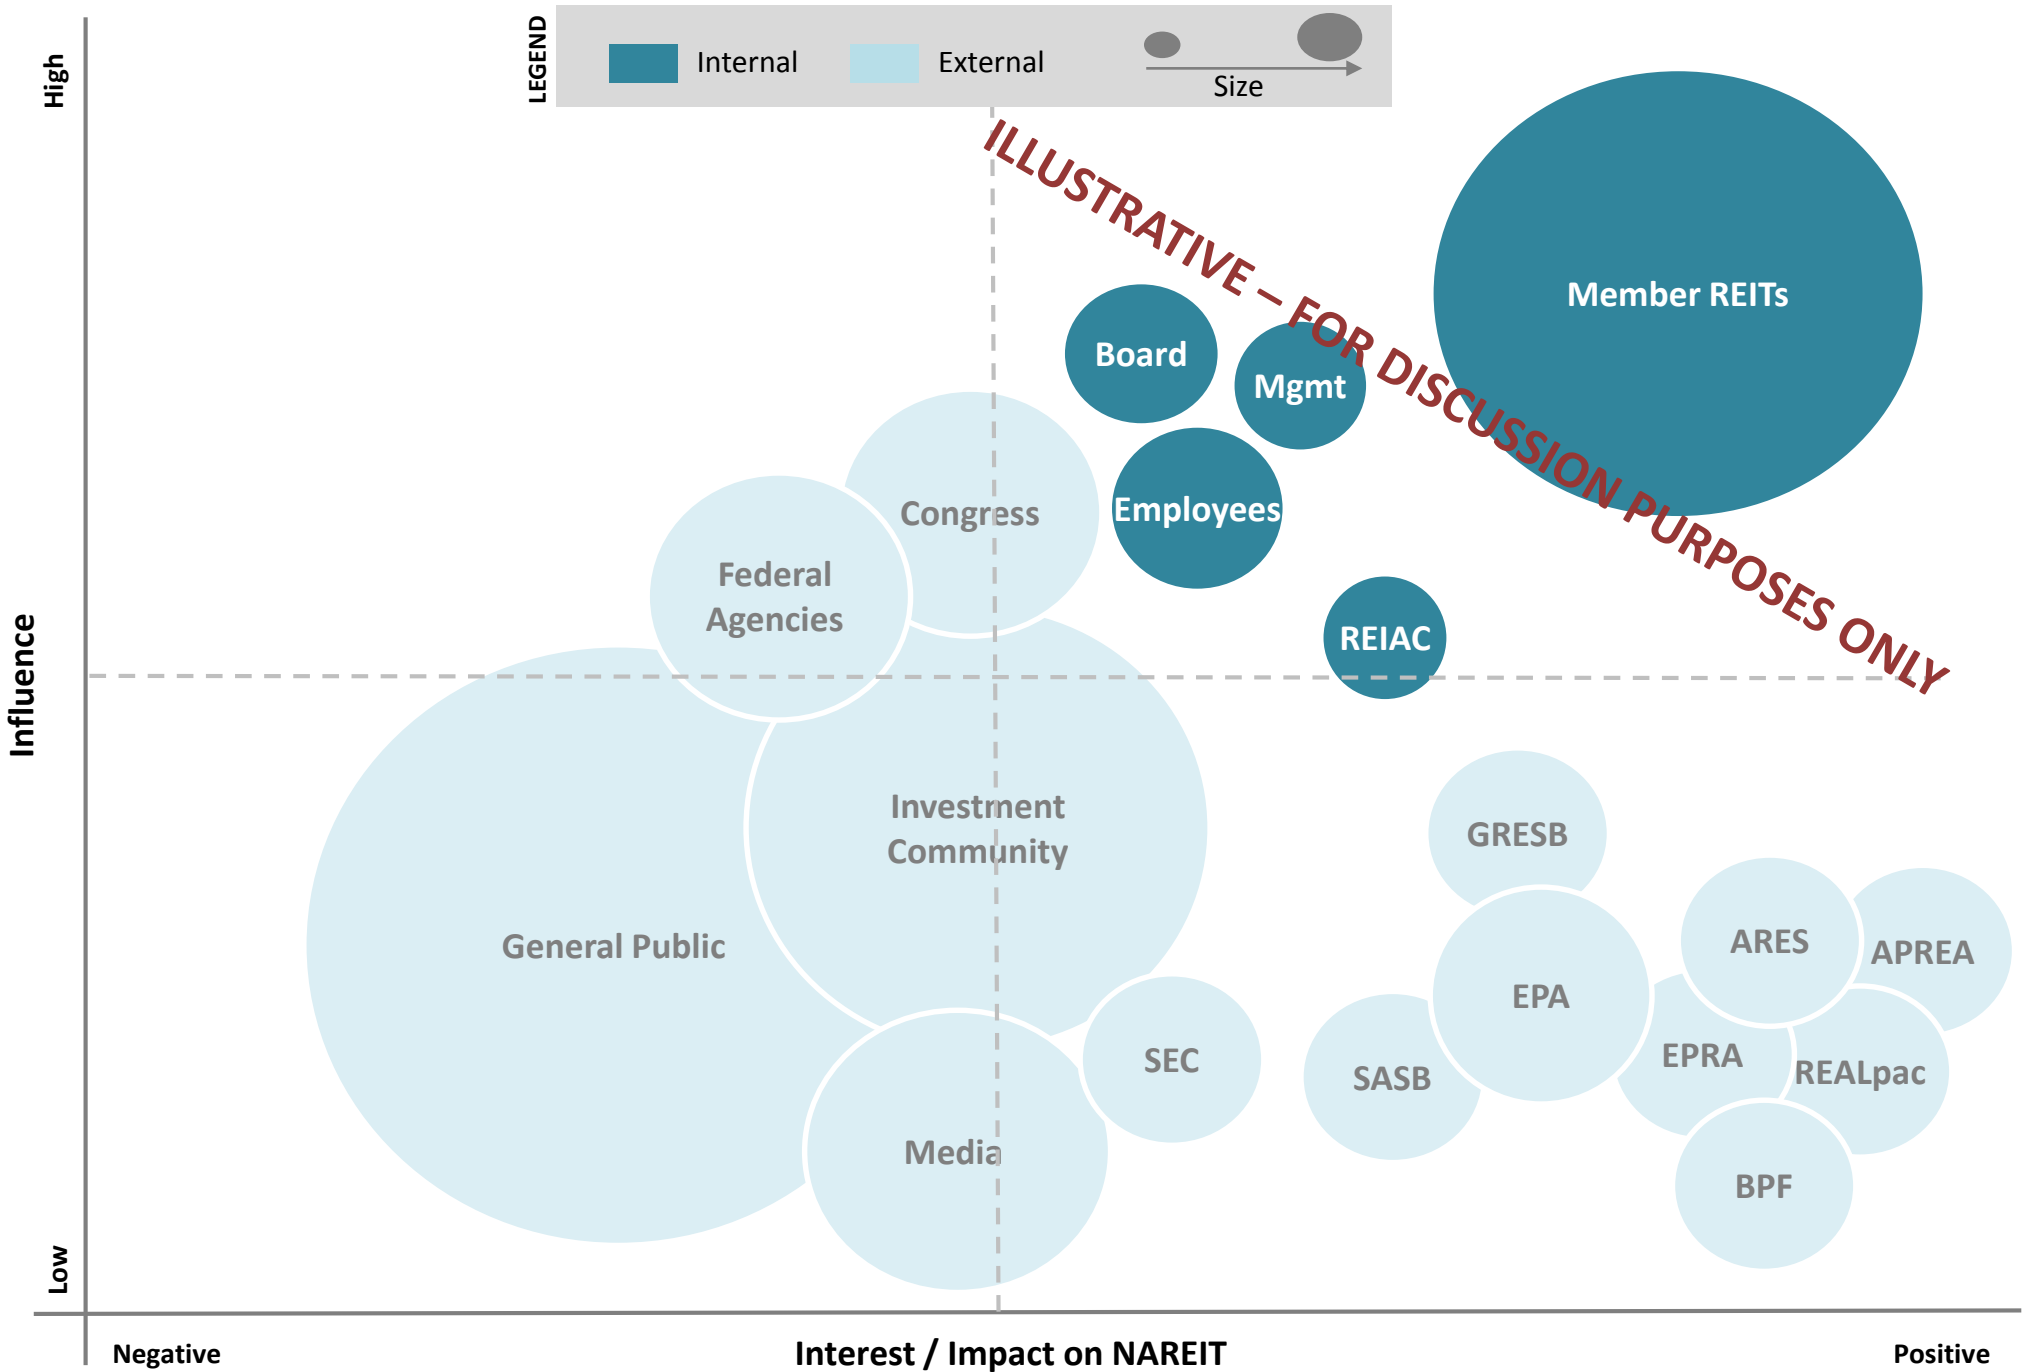 LEGEND
Internal
External
Size
High
ILLUSTRATIVE – FOR DISCUSSION PURPOSES ONLY
Member REITs
Board
Mgmt
Congress
Employees
Federal
Agencies
REIAC
Influence
Investment
Community
GRESB
General Public
ARES
APREA
EPA
SEC
SASB
EPRA
REALpac
Media
BPF
Low
Negative
Interest / Impact on NAREIT
Positive